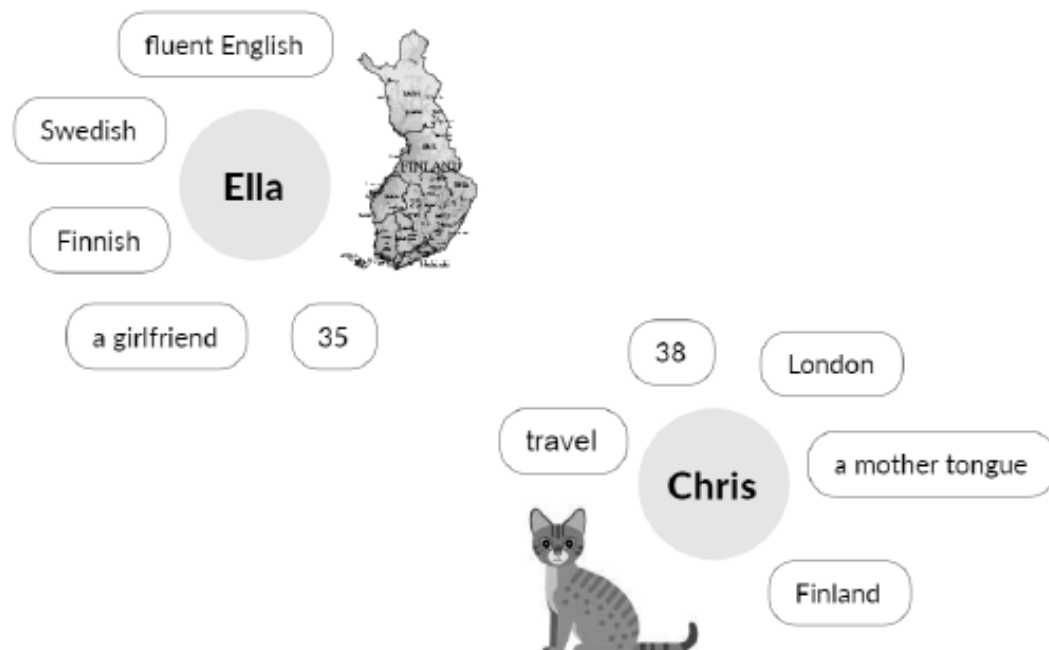 fluent English
Swedish
Ella
FINLAND
Finnish
a girlfriend
35
38
London
travel
a mother tongue
Chris
Finland